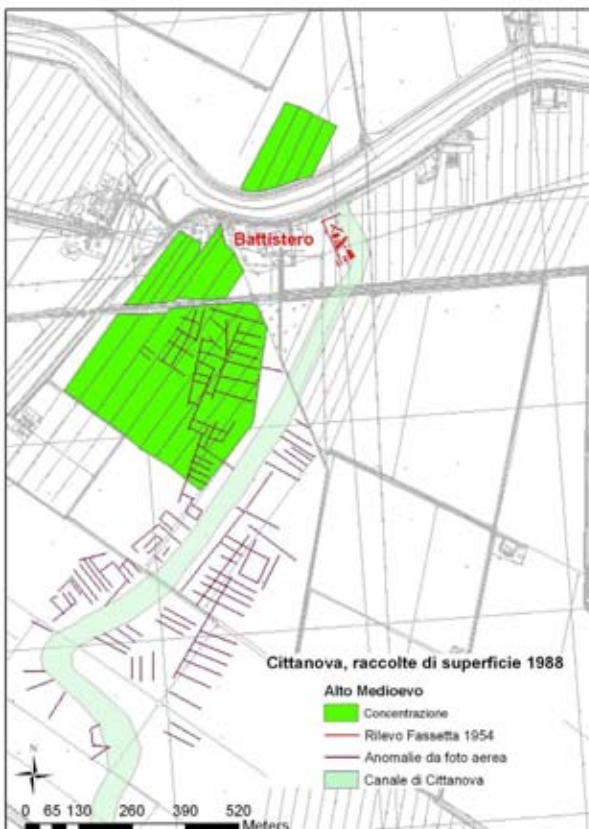 Battistero
Cittanova, raccolte di superficie 1988
Alto Medioevo
Concentrazione
Rilevo Fassetta 1954
Anomalie da foto aerea
Canale di Cittanova
N
0 65 130 260 390 520
Meters